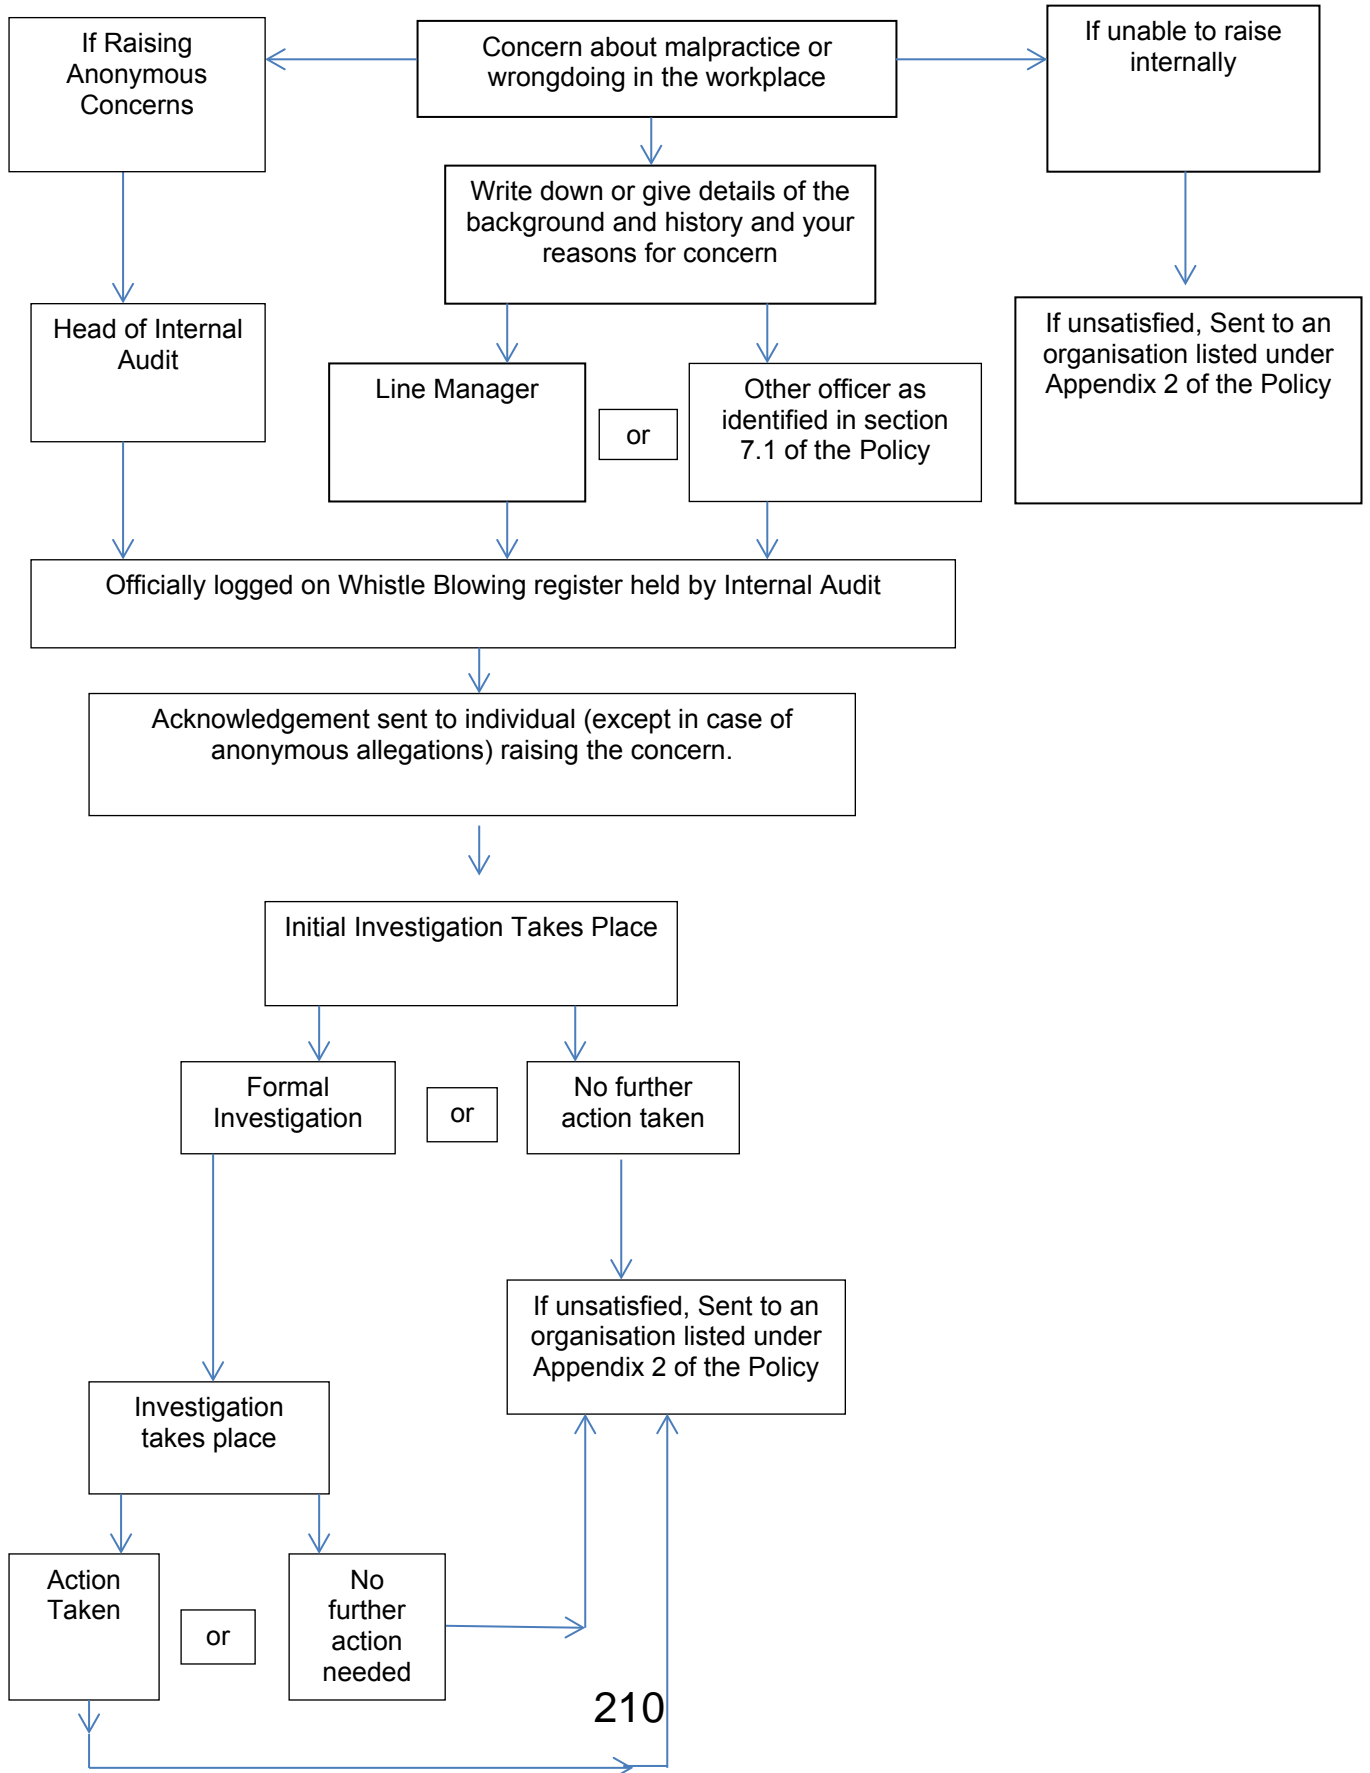 If Raising
Anonymous
Concerns
Concern about malpractice or
wrongdoing in the workplace
If unable to raise
internally
Write down or give details of the
background and history and your
reasons for concern
Head of Internal
Audit
Line Manager
or
Other officer as
identified in section
7.1 of the Policy
If unsatisfied, Sent to an
organisation listed under
Appendix 2 of the Policy
Officially logged on Whistle Blowing register held by Internal Audit
Acknowledgement sent to individual (except in case of
anonymous allegations) raising the concern.
Initial Investigation Takes Place
Formal
Investigation
or
No further
action taken
If unsatisfied, Sent to an
organisation listed under
Appendix 2 of the Policy
Investigation
takes place
Action
Taken
or
No
further
action
needed
210